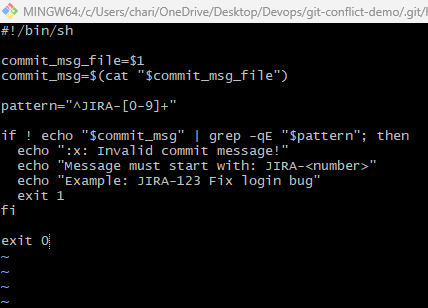 MINGW64:/c/Users/chari/OneDrive/Desktop/Devops/git-conflict-demo/.git/
#!/bin/sh
commit_msg_file=$1
commit_msg=$(cat "$commit_msg_file")
pattern="^JIRA-[0-9]+"
if ! echo "$commit_msg" | grep -qE "$pattern"; then
  echo ":x: Invalid commit message!"
  echo "Message must start with: JIRA-<number>"
  echo "Example: JIRA-123 Fix login bug"
  exit 1
fi
exit 0
~
~
~
~